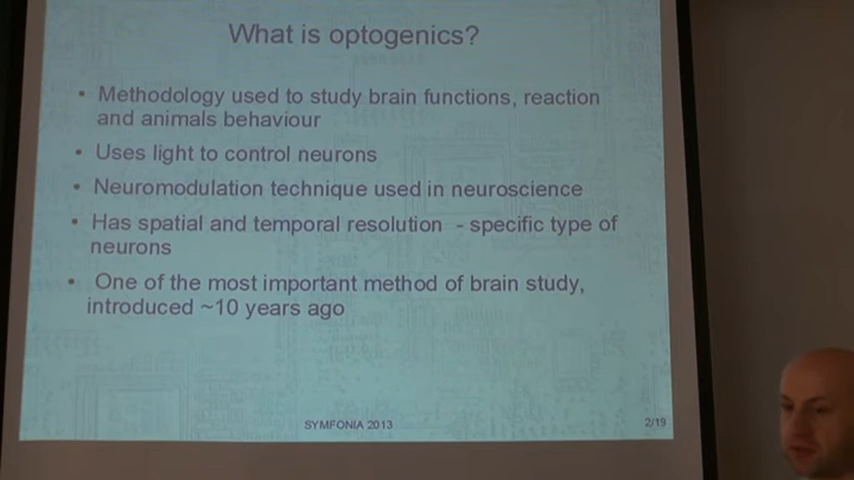 What is optogenics?
• Methodology used to study brain functions, reaction
and animals behaviour
• Uses light to control neurons
• Neuromodulation technique used in neuroscience
• Has spatial and temporal resolution - specific type of
neurons
• One of the most important method of brain study,
introduced ~10 years ago
SYMFONIA 2013
2/19